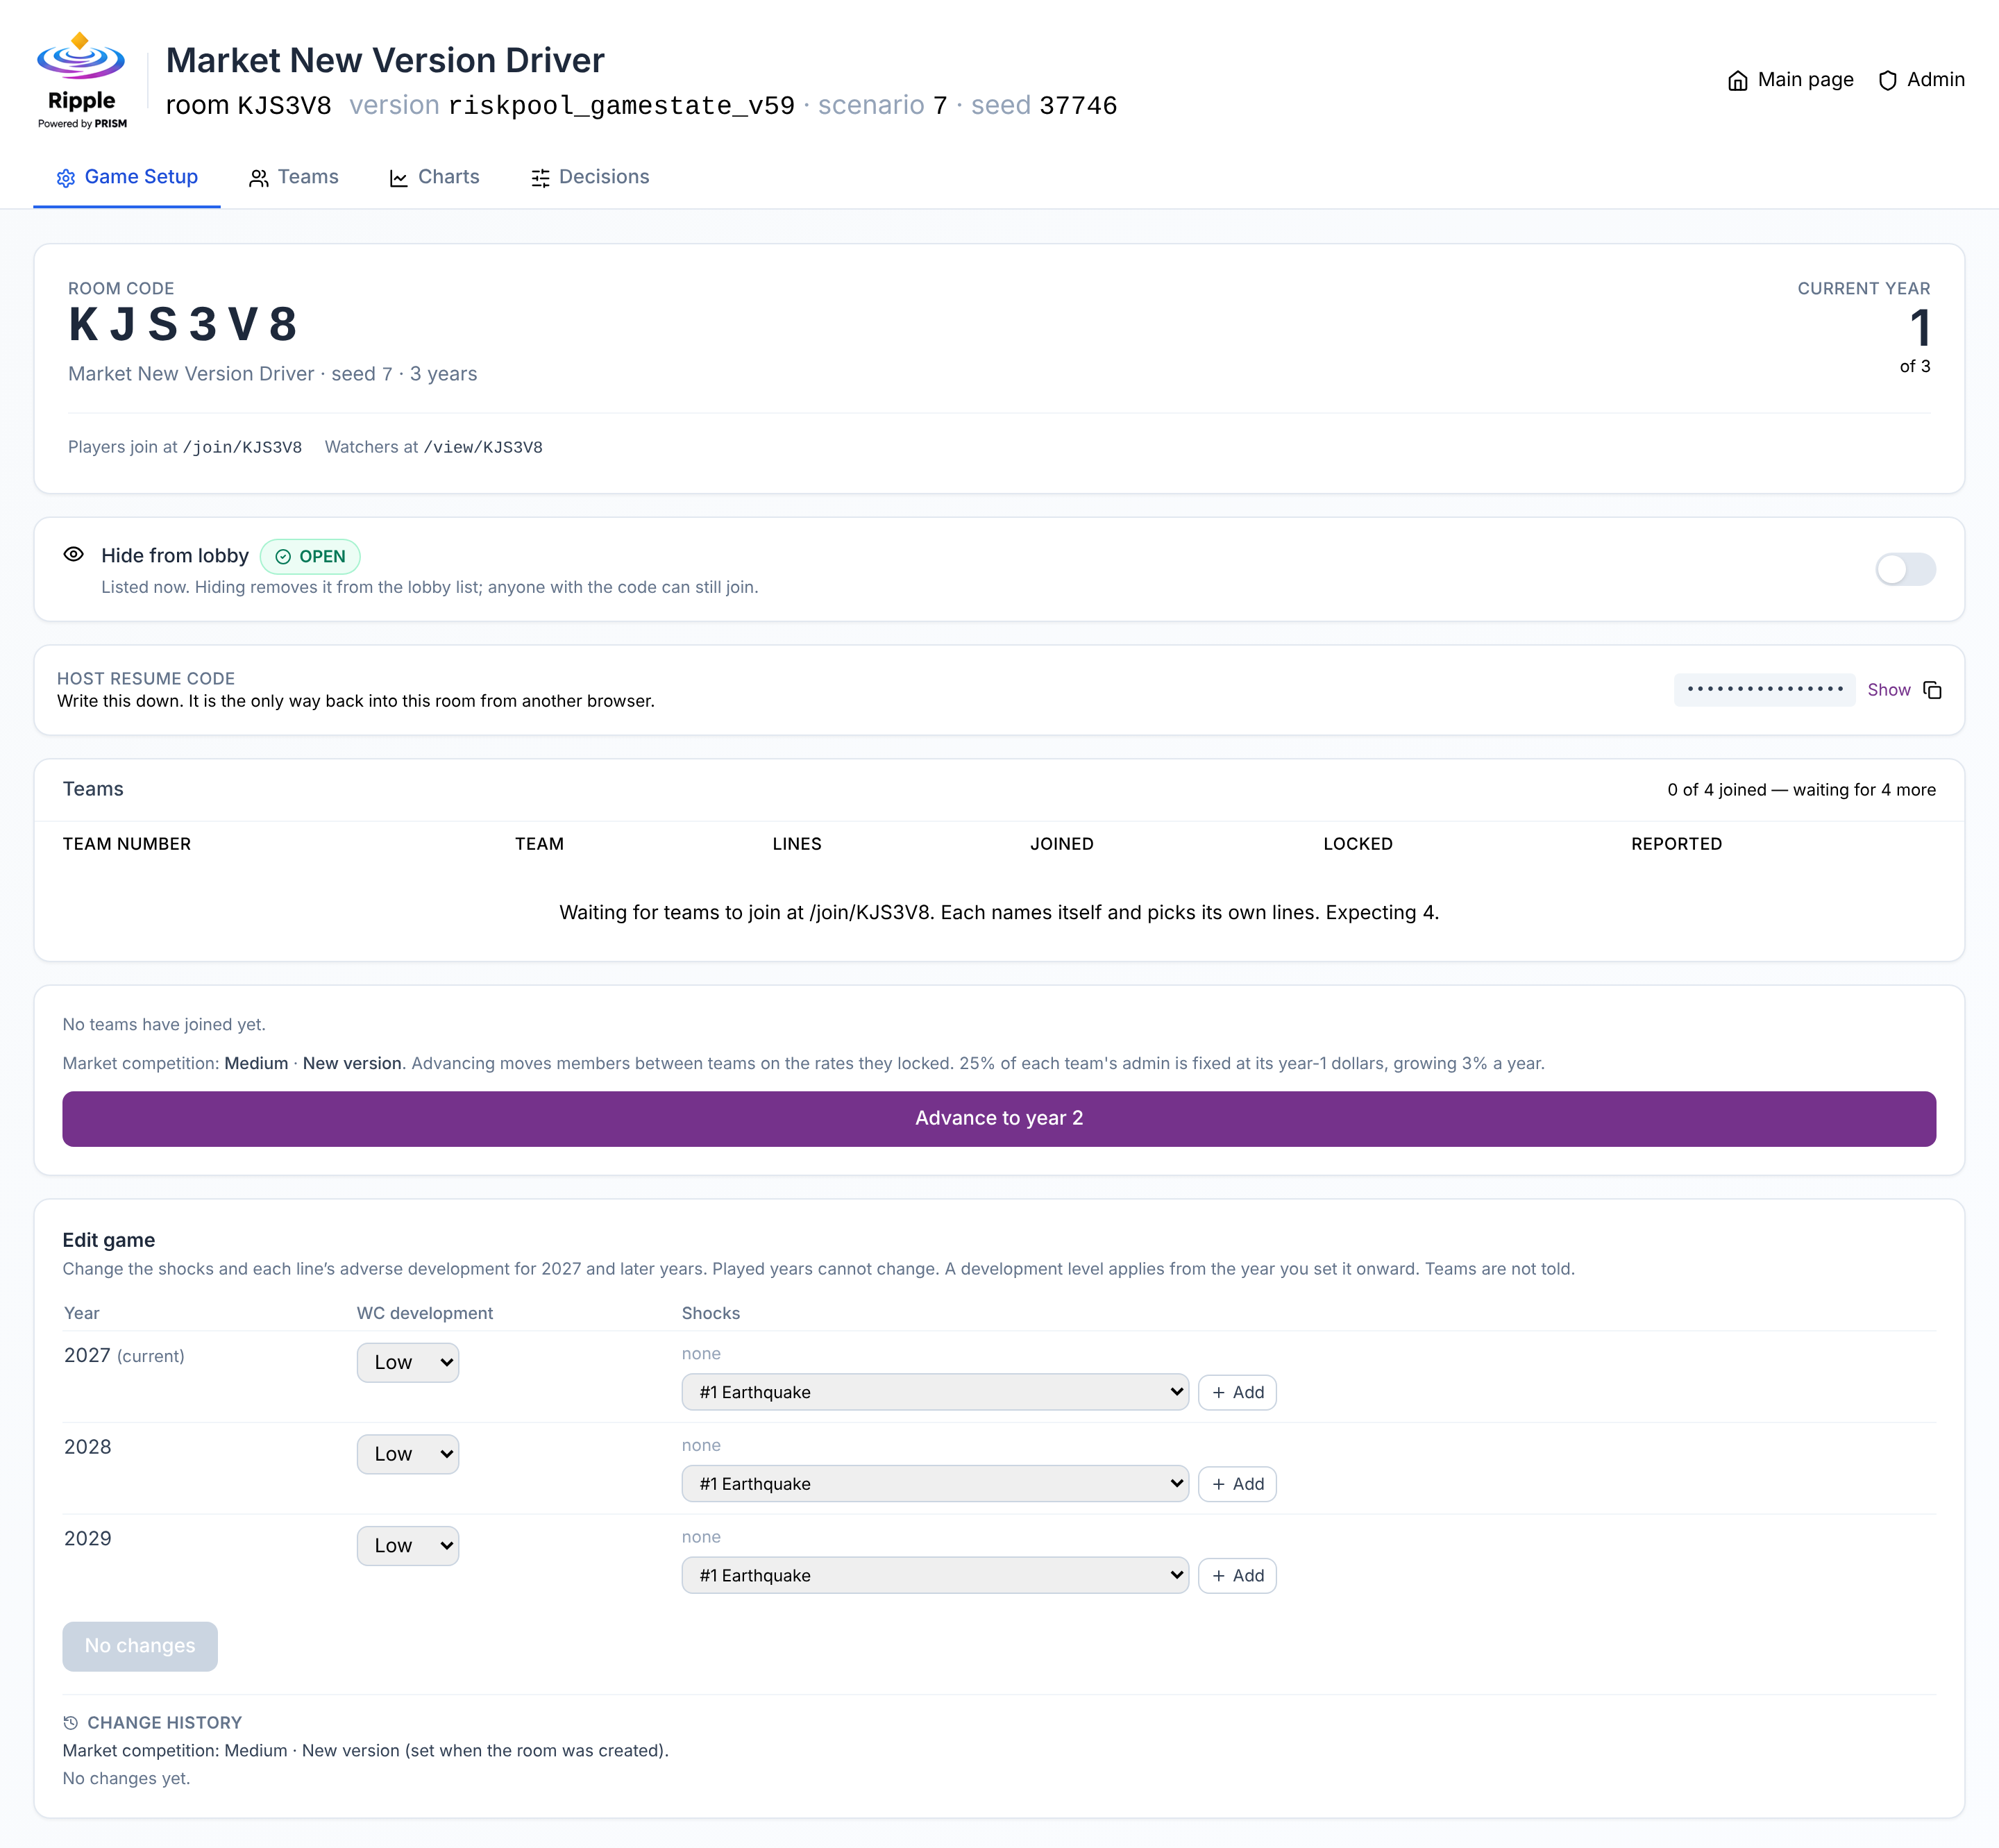 Ripple
Powered by PRISM
Market New Version Driver
room KJS3V8 version riskpool_gamestate_v59 · scenario 7 · seed 37746
Main page
Admin
Game Setup
Teams
Charts
Decisions
ROOM CODE
KJS3V8
Market New Version Driver · seed 7 · 3 years
CURRENT YEAR
1
of 3
Players join at /join/KJS3V8 Watchers at /view/KJS3V8
Hide from lobby OPEN
Listed now. Hiding removes it from the lobby list; anyone with the code can still join.
HOST RESUME CODE
Write this down. It is the only way back into this room from another browser.
•••••••••••••••• Show
Teams
0 of 4 joined — waiting for 4 more
TEAM NUMBER TEAM LINES JOINED LOCKED REPORTED
Waiting for teams to join at /join/KJS3V8. Each names itself and picks its own lines. Expecting 4.
No teams have joined yet.
Market competition: Medium · New version. Advancing moves members between teams on the rates they locked. 25% of each team's admin is fixed at its year-1 dollars, growing 3% a year.
Advance to year 2
Edit game
Change the shocks and each line’s adverse development for 2027 and later years. Played years cannot change. A development level applies from the year you set it onward. Teams are not told.
Year WC development Shocks
2027 (current) Low none
#1 Earthquake + Add
2028 Low none
#1 Earthquake + Add
2029 Low none
#1 Earthquake + Add
No changes
CHANGE HISTORY
Market competition: Medium · New version (set when the room was created).
No changes yet.